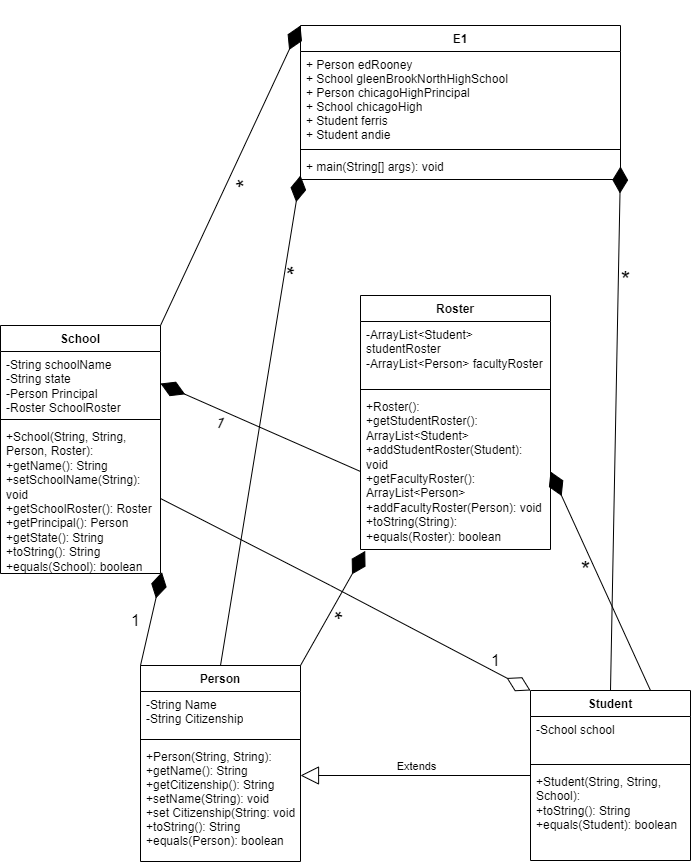 E1
+ Person edRooney
+ School gleenBrookNorthHighSchool
+ Person chicagoHighPrincipal
+ School chicagoHigh
+ Student ferris
+ Student andie
+ main(String[] args): void
*
*
*
Roster
-ArrayList<Student>
studentRoster
-ArrayList<Person> facultyRoster
+Roster():
+getStudentRoster():
ArrayList<Student>
+addStudentRoster(Student):
void
+getFacultyRoster():
ArrayList<Person>
+addFacultyRoster(Person): void
+toString(String):
+equals(Roster): boolean
School
-String schoolName
-String state
-Person Principal
-Roster SchoolRoster
+School(String, String,
Person, Roster):
+getName(): String
+setSchoolName(String):
void
+getSchoolRoster(): Roster
+getPrincipal(): Person
+getState(): String
+toString(): String
+equals(School): boolean
1
*
*
1
1
Person
-String Name
-String Citizenship
+Person(String, String):
+getName(): String
+getCitizenship(): String
+setName(String): void
+set Citizenship(String: void
+toString(): String
+equals(Person): boolean
Extends
Student
-School school
+Student(String, String,
School):
+toString(): String
+equals(Student): boolean